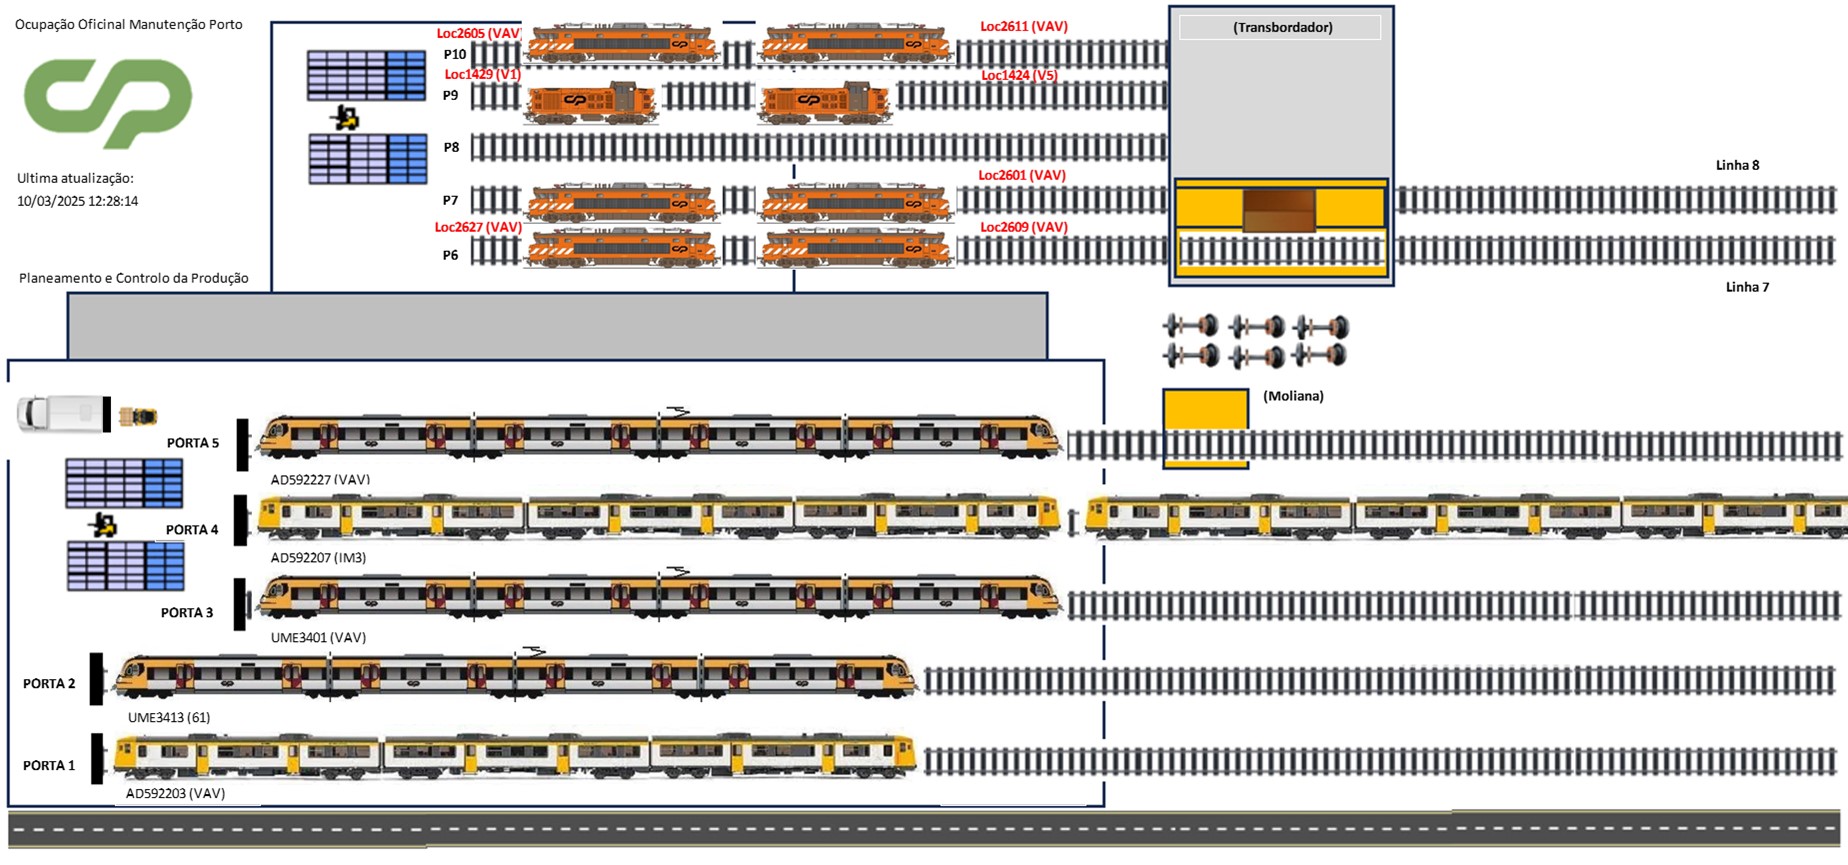 Ocupação Oficinal Manutenção Porto
Ultima atualização:
10/03/2025 12:28:14
Planeamento e Controlo da Produção
Loc2605 (VAV)
Loc2611 (VAV)
P10
Loc1429 (V1)
Loc1424 (V5)
P9
P8
Loc2601 (VAV)
P7
Loc2627 (VAV)
Loc2609 (VAV)
P6
(Transbordador)
Linha 8
Linha 7
(Moliana)
PORTA 5
AD592227 (VAV)
PORTA 4
AD592207 (IM3)
PORTA 3
UME3401 (VAV)
PORTA 2
UME3413 (61)
PORTA 1
AD592203 (VAV)